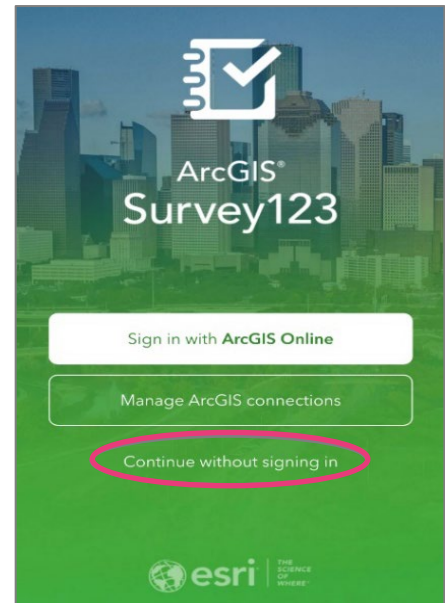 ArcGIS®
Survey123
Sign in with ArcGIS Online
Manage ArcGIS connections
Continue without signing in
esri
THE
SCIENCE
OF
WHERE®